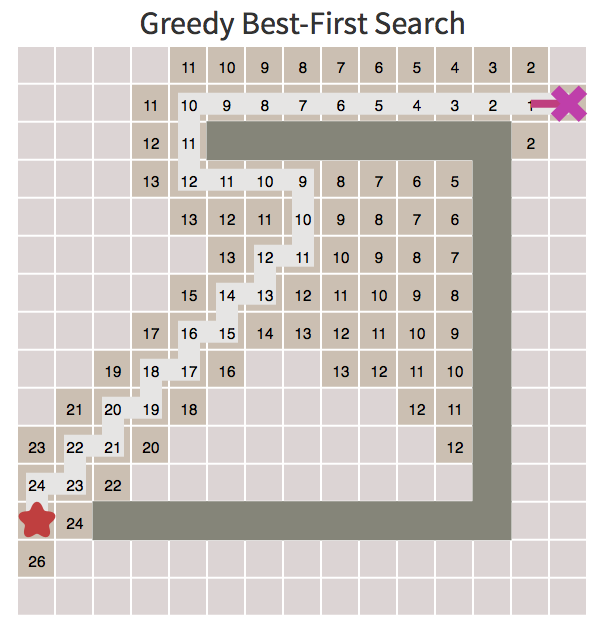 Greedy Best-First Search
11 10 9 8 7 6 5 4 3 2
11 10 9 8 7 6 5 4 3 2 1
12 11 2
13 12 11 10 9 8 7 6 5
13 12 11 10 9 8 7 6
13 12 11 10 9 8 7
15 14 13 12 11 10 9 8
17 16 15 14 13 12 11 10 9
19 18 17 16 13 12 11 10
21 20 19 18 12 11
23 22 21 20 12
24 23 22
24
26